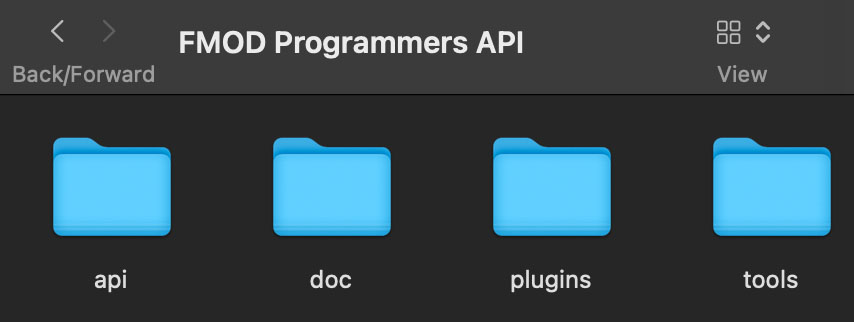 FMOD Programmers API
Back/Forward
View
api
doc
plugins
tools